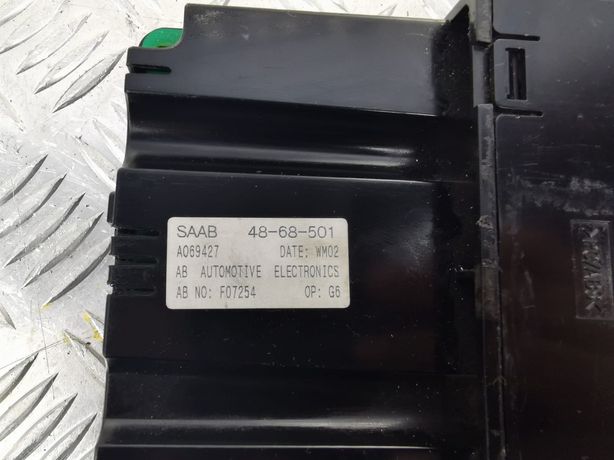 SAAB 48-68-501
A069427 DATE: WM02
AB AUTOMOTIVE ELECTRONICS
AB NO: F07254 OP: G6